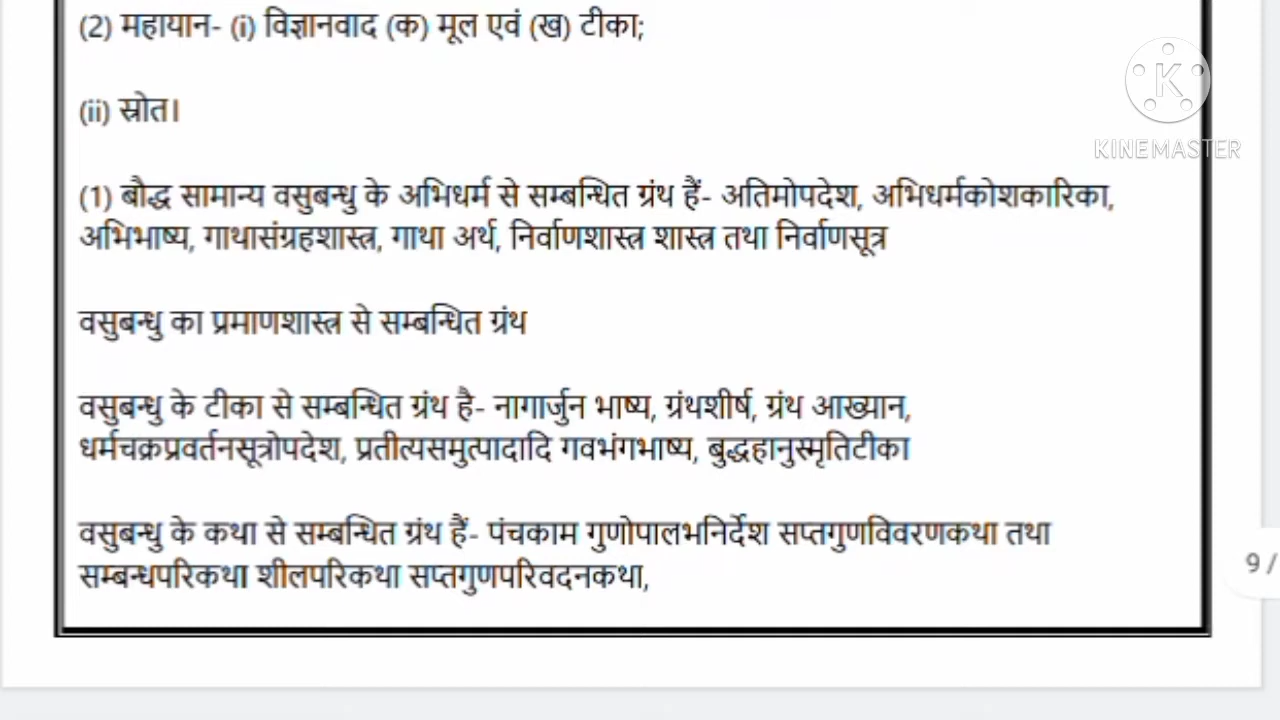 (2) महायान- (i) विज्ञानवाद (क) मूल एवं (ख) टीका;
(ii) स्रोत।
(1) बौद्ध सामान्य वसुबन्धु के अभिधर्म से सम्बन्धित ग्रंथ हैं- अतिमोपदेश, अभिधर्मकोशकारिका,
अभिभाष्य, गाथासंग्रहशास्त्र, गाथा अर्थ, निर्वाणशास्त्र शास्त्र तथा निर्वाणसूत्र
वसुबन्धु का प्रमाणशास्त्र से सम्बन्धित ग्रंथ
वसुबन्धु के टीका से सम्बन्धित ग्रंथ है- नागार्जुन भाष्य, ग्रंथशीर्ष, ग्रंथ आख्यान,
धर्मचक्रप्रवर्तनसूत्रोपदेश, प्रतीत्यसमुत्पादादि गवभंगभाष्य, बुद्धहानुस्मृतिटीका
वसुबन्धु के कथा से सम्बन्धित ग्रंथ हैं- पंचकाम गुणोपालभनिर्देश सप्तगुणविवरणकथा तथा
सम्बन्धपरिकथा शीलपरिकथा सप्तगुणपरिवदनकथा,
K
KINEMASTER
9 /